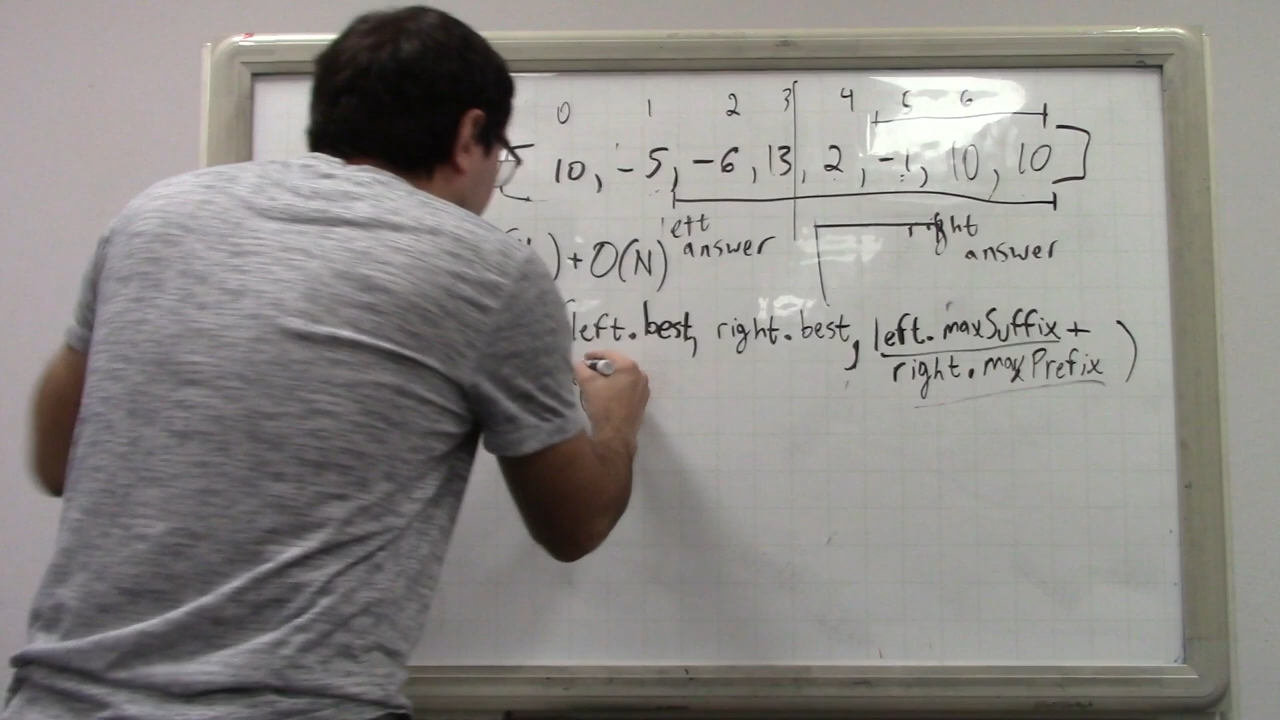 0 1 2 3 4 5 6
[ 10, -5, -6, 13, 2, -1, 10, 10 ]
answer right
answer
) + O(N)
left.best, right.best, left.maxSuffix +
right.maxPrefix )